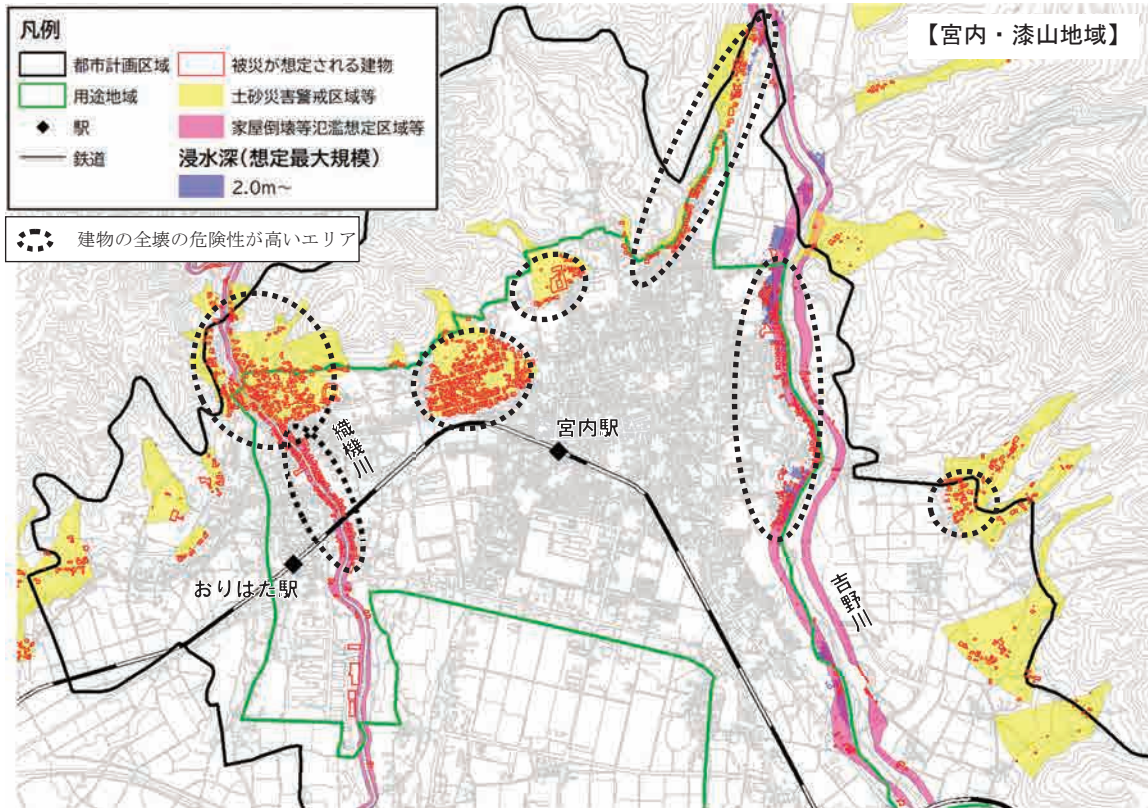 【宮内・漆山地域】
凡例
都市計画区域
用途地域
駅
鉄道
被災が想定される建物
土砂災害警戒区域等
家屋倒壊等氾濫想定区域等
浸水深(想定最大規模)
2.0m~
建物の全壊の危険性が高いエリア
織機川
宮内駅
おりはた駅
吉野川